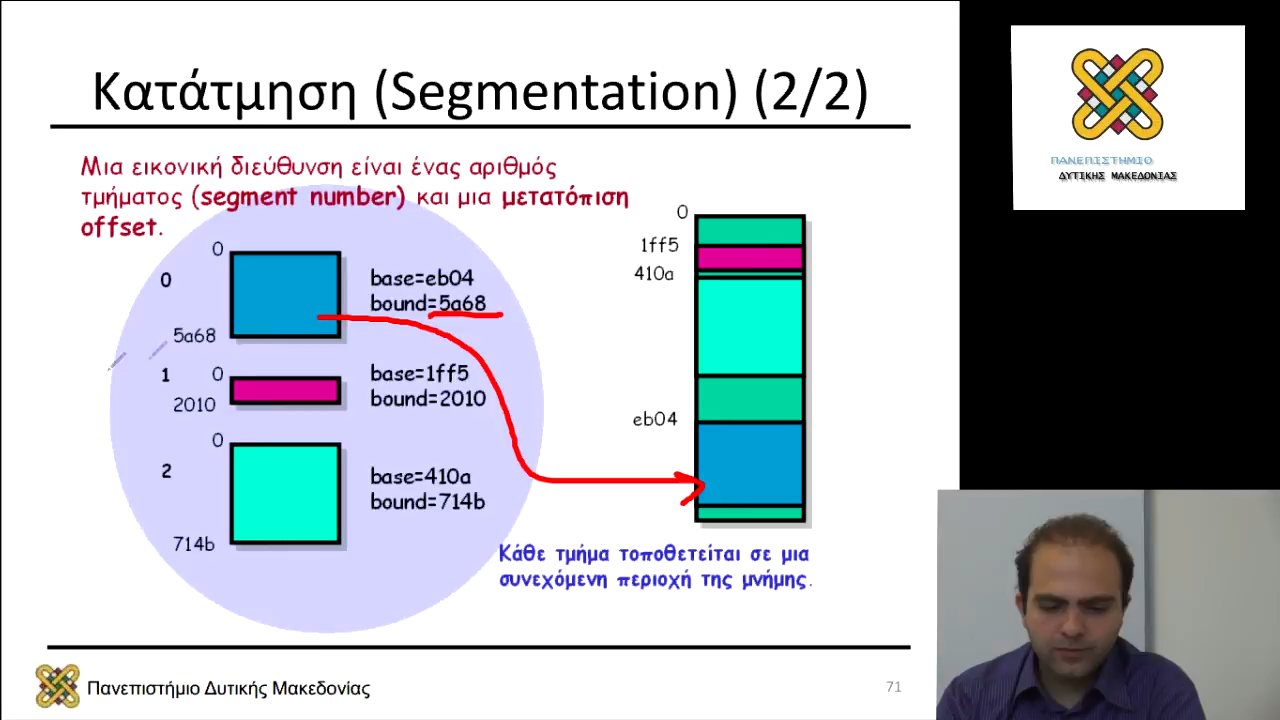 Κατάτμηση (Segmentation) (2/2)
Μια εικονική διεύθυνση είναι ένας αριθμός
τμήματος (segment number) και μια μετατόπιση
offset.
0
0
5a68
base=eb04
bound=5a68
1
0
2010
base=1ff5
bound=2010
2
0
714b
base=410a
bound=714b
0
1ff5
410a
eb04
Κάθε τμήμα τοποθετείται σε μια
συνεχόμενη περιοχή της μνήμης.
Πανεπιστήμιο Δυτικής Μακεδονίας
71
ΠΑΝΕΠΙΣΤΗΜΙΟ
ΔΥΤΙΚΗΣ ΜΑΚΕΔΟΝΙΑΣ